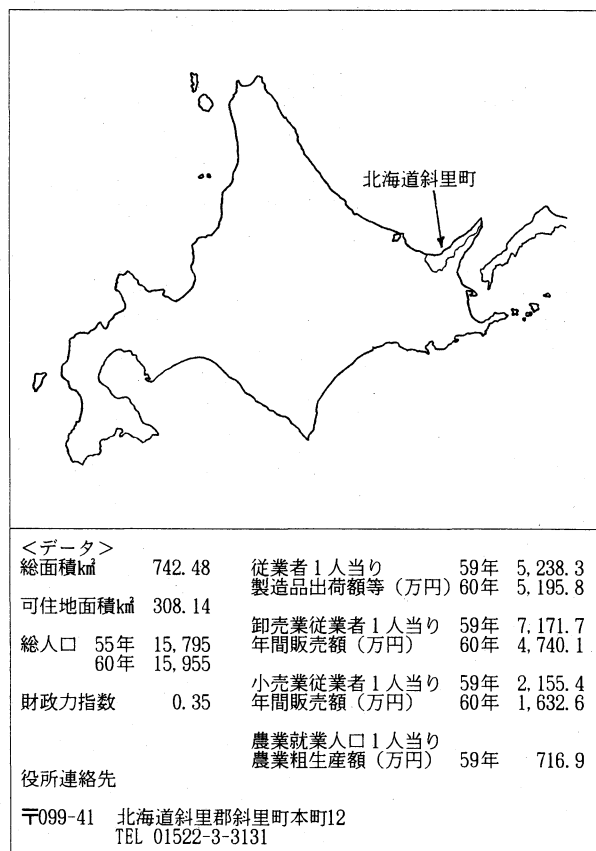 北海道斜里町
<データ>
総面積k㎡ 742.48
可住地面積k㎡ 308.14
総人口 55年 15,795
60年 15,955
財政力指数 0.35
従業者1人当り 59年 5,238.3
製造品出荷額等（万円） 60年 5,195.8
卸売業従業者1人当り 59年 7,171.7
年間販売額（万円） 60年 4,740.1
小売業従業者1人当り 59年 2,155.4
年間販売額（万円） 60年 1,632.6
農業就業人口1人当り
農業粗生産額（万円） 59年 716.9
役所連絡先
〒099-41 北海道斜里郡斜里町本町12
TEL 01522-3-3131